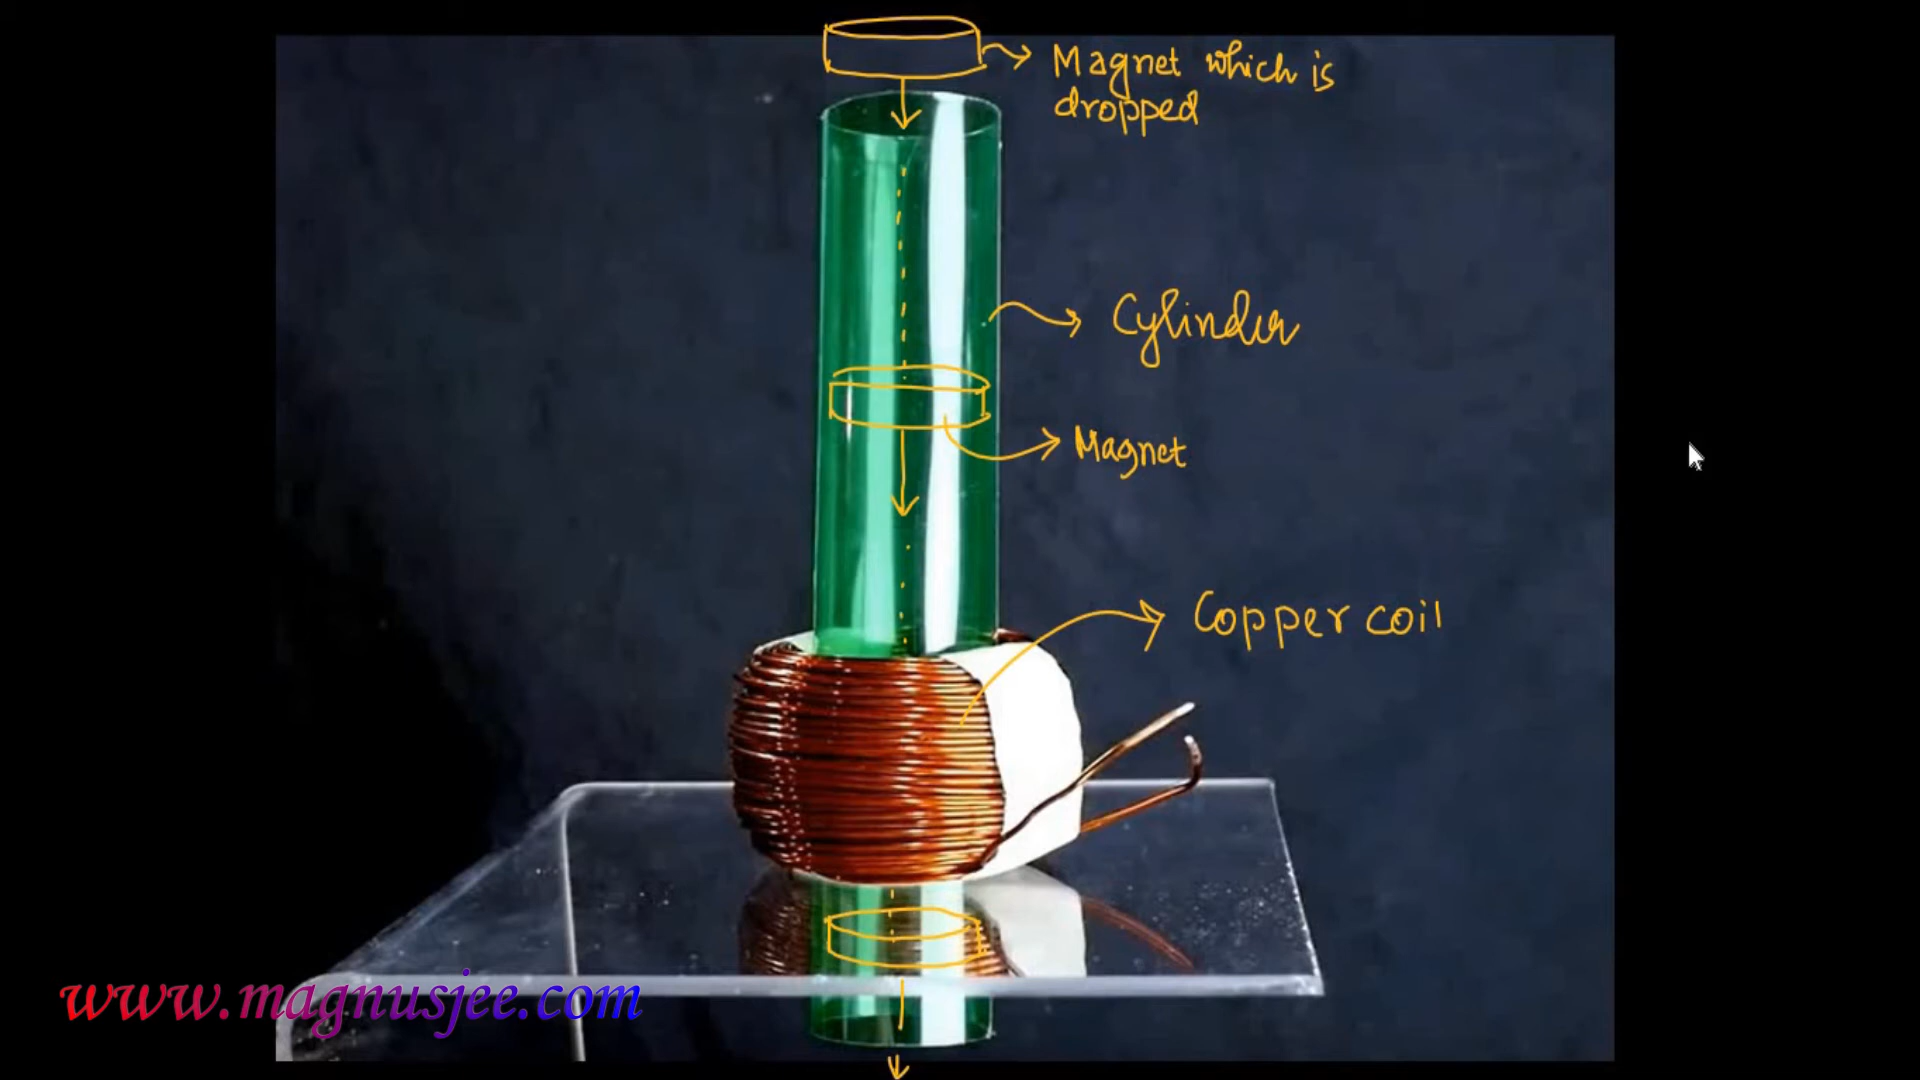 Magnet which is
dropped
Cylinder
Magnet
Copper coil
www.magnusjee.com